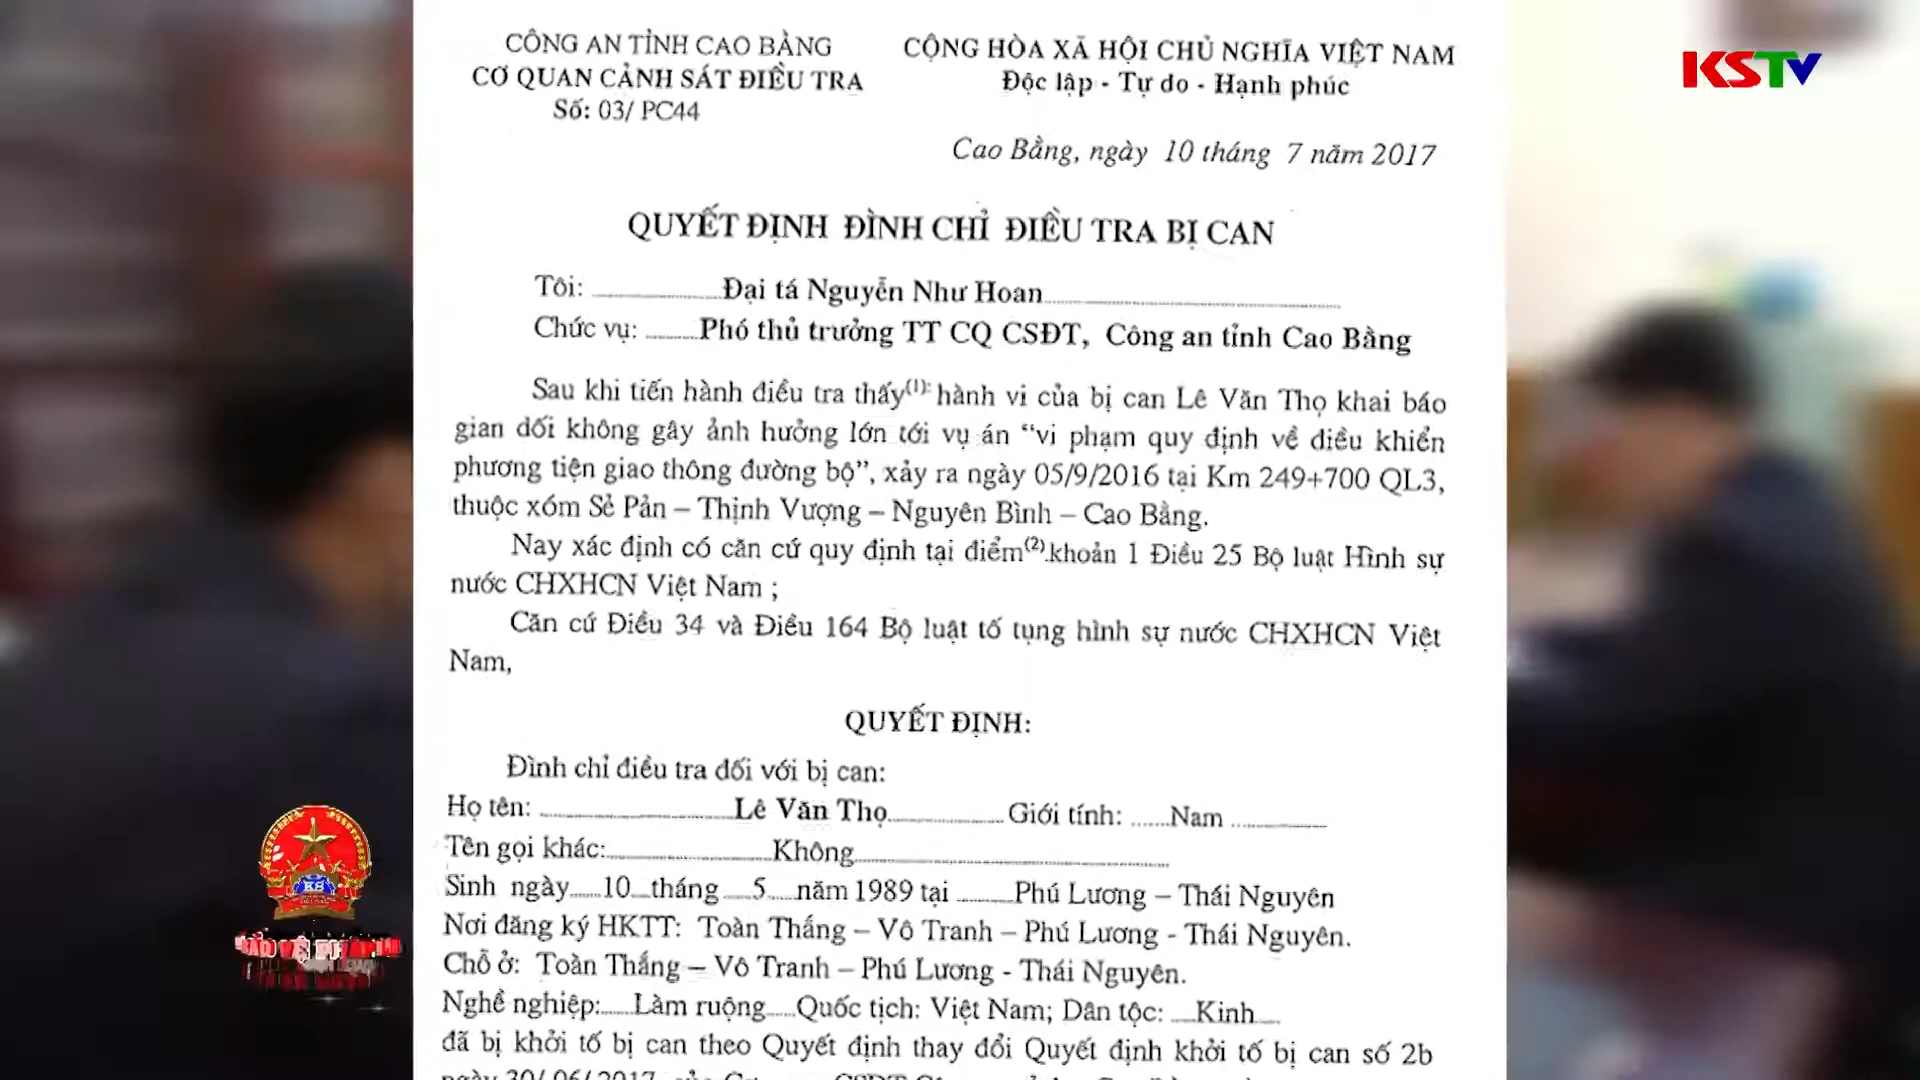 CÔNG AN TỈNH CAO BẰNG
CƠ QUAN CẢNH SÁT ĐIỀU TRA
Số: 03/ PC44
CỘNG HÒA XÃ HỘI CHỦ NGHĨA VIỆT NAM
Độc lập - Tự do - Hạnh phúc
KSTV
Cao Bằng, ngày 10 tháng 7 năm 2017
QUYẾT ĐỊNH ĐÌNH CHỈ ĐIỀU TRA BỊ CAN
Tôi: Đại tá Nguyễn Như Hoan
Chức vụ: Phó thủ trưởng TT CQ CSĐT, Công an tỉnh Cao Bằng
Sau khi tiến hành điều tra thấy(1): hành vi của bị can Lê Văn Thọ khai báo
gian dối không gây ảnh hưởng lớn tới vụ án “vi phạm quy định về điều khiển
phương tiện giao thông đường bộ”, xảy ra ngày 05/9/2016 tại Km 249+700 QL3,
thuộc xóm Sẻ Pản – Thịnh Vượng – Nguyên Bình – Cao Bằng.
Nay xác định có căn cứ quy định tại điểm(2).khoản 1 Điều 25 Bộ luật Hình sự
nước CHXHCN Việt Nam ;
Căn cứ Điều 34 và Điều 164 Bộ luật tố tụng hình sự nước CHXHCN Việt
Nam,
QUYẾT ĐỊNH:
Đình chỉ điều tra đối với bị can:
Họ tên: Lê Văn Thọ Giới tính: Nam
Tên gọi khác: Không
Sinh ngày 10 tháng 5 năm 1989 tại Phú Lương – Thái Nguyên
Nơi đăng ký HKTT: Toàn Thắng – Vô Tranh – Phú Lương - Thái Nguyên.
Chỗ ở: Toàn Thắng – Vô Tranh – Phú Lương - Thái Nguyên.
Nghề nghiệp: Làm ruộng Quốc tịch: Việt Nam; Dân tộc: Kinh
đã bị khởi tố bị can theo Quyết định thay đổi Quyết định khởi tố bị can số 2b
ngày 30/ 06/ 2017
KS
BẢO VỆ PHÁP